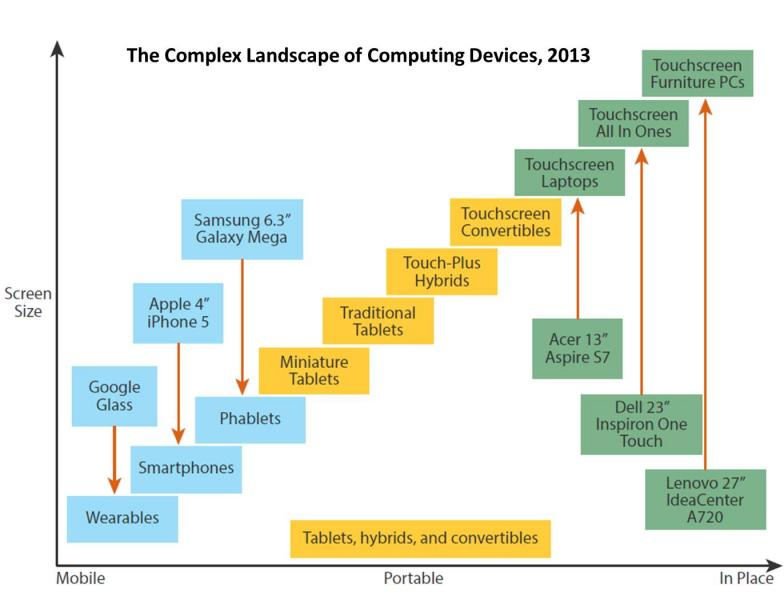 The Complex Landscape of Computing Devices, 2013
Touchscreen
Furniture PCs
Touchscreen
All In Ones
Touchscreen
Laptops
Samsung 6.3”
Galaxy Mega
Touchscreen
Convertibles
Touch-Plus
Hybrids
Screen
Size
Apple 4”
iPhone 5
Traditional
Tablets
Acer 13”
Aspire S7
Miniature
Tablets
Google
Glass
Phablets
Dell 23”
Inspiron One
Touch
Smartphones
Lenovo 27”
IdeaCenter
A720
Wearables
Tablets, hybrids, and convertibles
Mobile
Portable
In Place